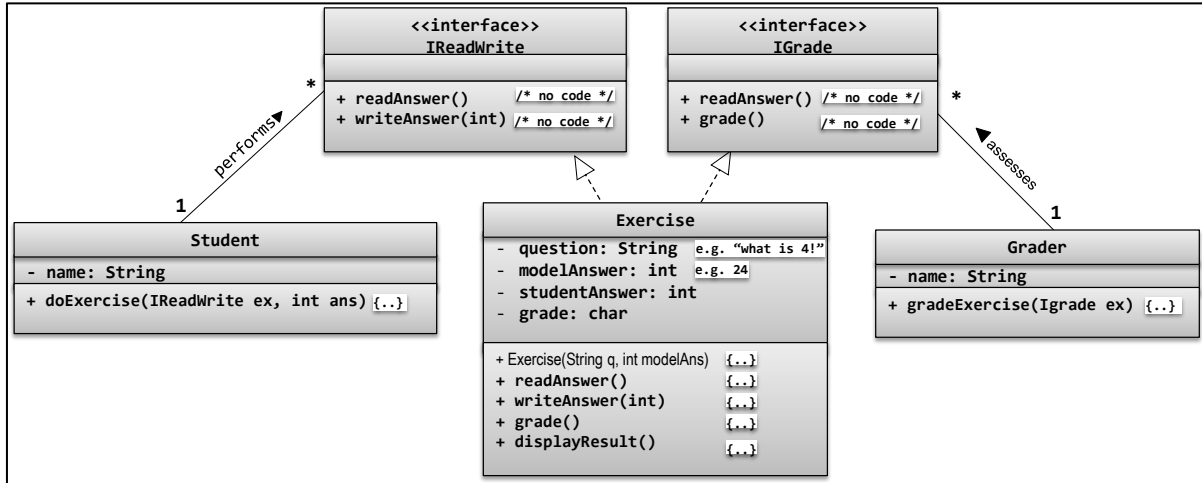 <<interface>>
IReadWrite
+ readAnswer() /* no code */
+ writeAnswer(int) /* no code */
<<interface>>
IGrade
+ readAnswer() /* no code */
+ grade() /* no code */
*
performs
1
*
assesses
1
Student
- name: String
+ doExercise(IReadWrite ex, int ans) {..}
Exercise
- question: String e.g. “what is 4!”
- modelAnswer: int e.g. 24
- studentAnswer: int
- grade: char
+ Exercise(String q, int modelAns) {..}
+ readAnswer() {..}
+ writeAnswer(int) {..}
+ grade() {..}
+ displayResult() {..}
Grader
- name: String
+ gradeExercise(Igrade ex) {..}